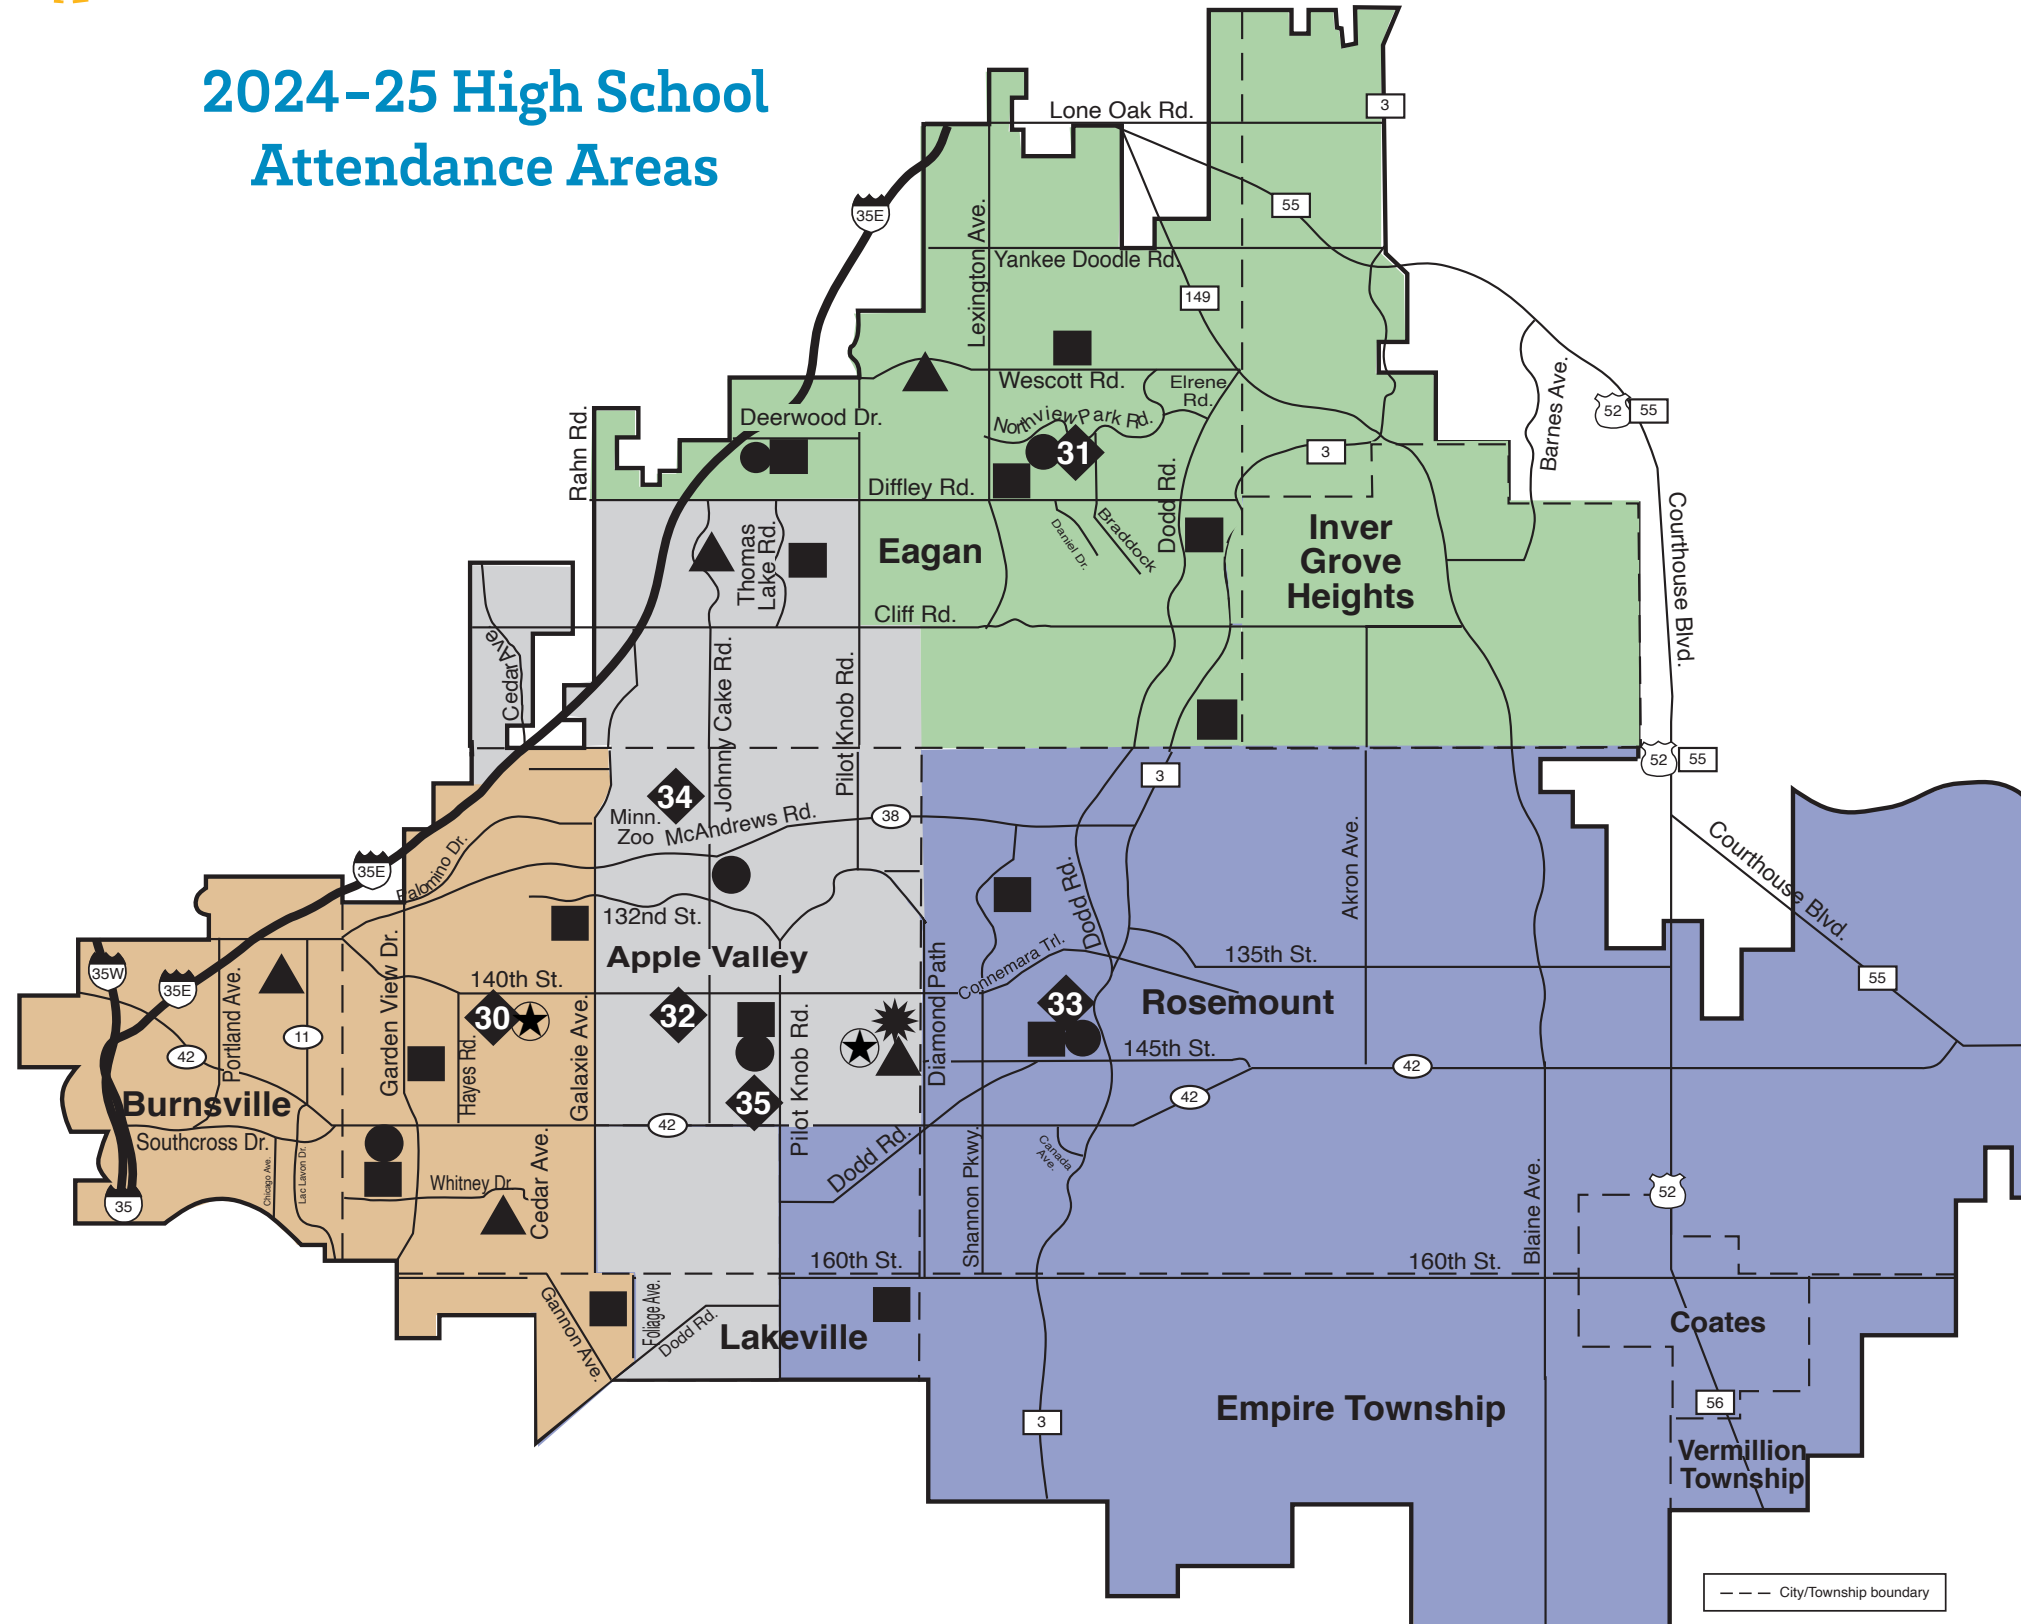 2024-25 High School
Attendance Areas
Lone Oak Rd.
3
35E
55
Lexington Ave.
Yankee Doodle Rd.
149
Wescott Rd.
Elrene
Rd.
Deerwood Dr.
Northview Park Rd.
Rahn Rd.
31
3
52
55
Barnes Ave.
Diffley Rd.
Dodd Rd.
Thomas
Lake Rd.
Eagan
Daniel Dr.
Braddock
Inver
Grove
Heights
Courthouse Blvd.
Cliff Rd.
Cedar Ave
Johnny Cake Rd.
Pilot Knob Rd.
52
55
3
34
Minn.
Zoo
McAndrews Rd.
38
Palomino Dr.
35E
Dodd Rd.
Akron Ave.
Courthouse Blvd.
132nd St.
Apple Valley
Garden View Dr.
Connemara Trl.
135th St.
35W
35E
Portland Ave.
140th St.
Diamond Path
55
30
32
33
Rosemount
11
42
Hayes Rd.
Galaxie Ave.
Pilot Knob Rd.
145th St.
42
Burnsville
35
42
42
Southcross Dr.
Chicago Ave.
Lac Lavon Dr.
Whitney Dr
Cedar Ave.
Dodd Rd.
Shannon Pkwy.
Canada
Ave.
Blaine Ave.
52
35
160th St.
160th St.
Gannon Ave.
Foliage Ave.
Dodd Rd.
Lakeville
Coates
3
Empire Township
56
Vermillion
Township
City/Township boundary